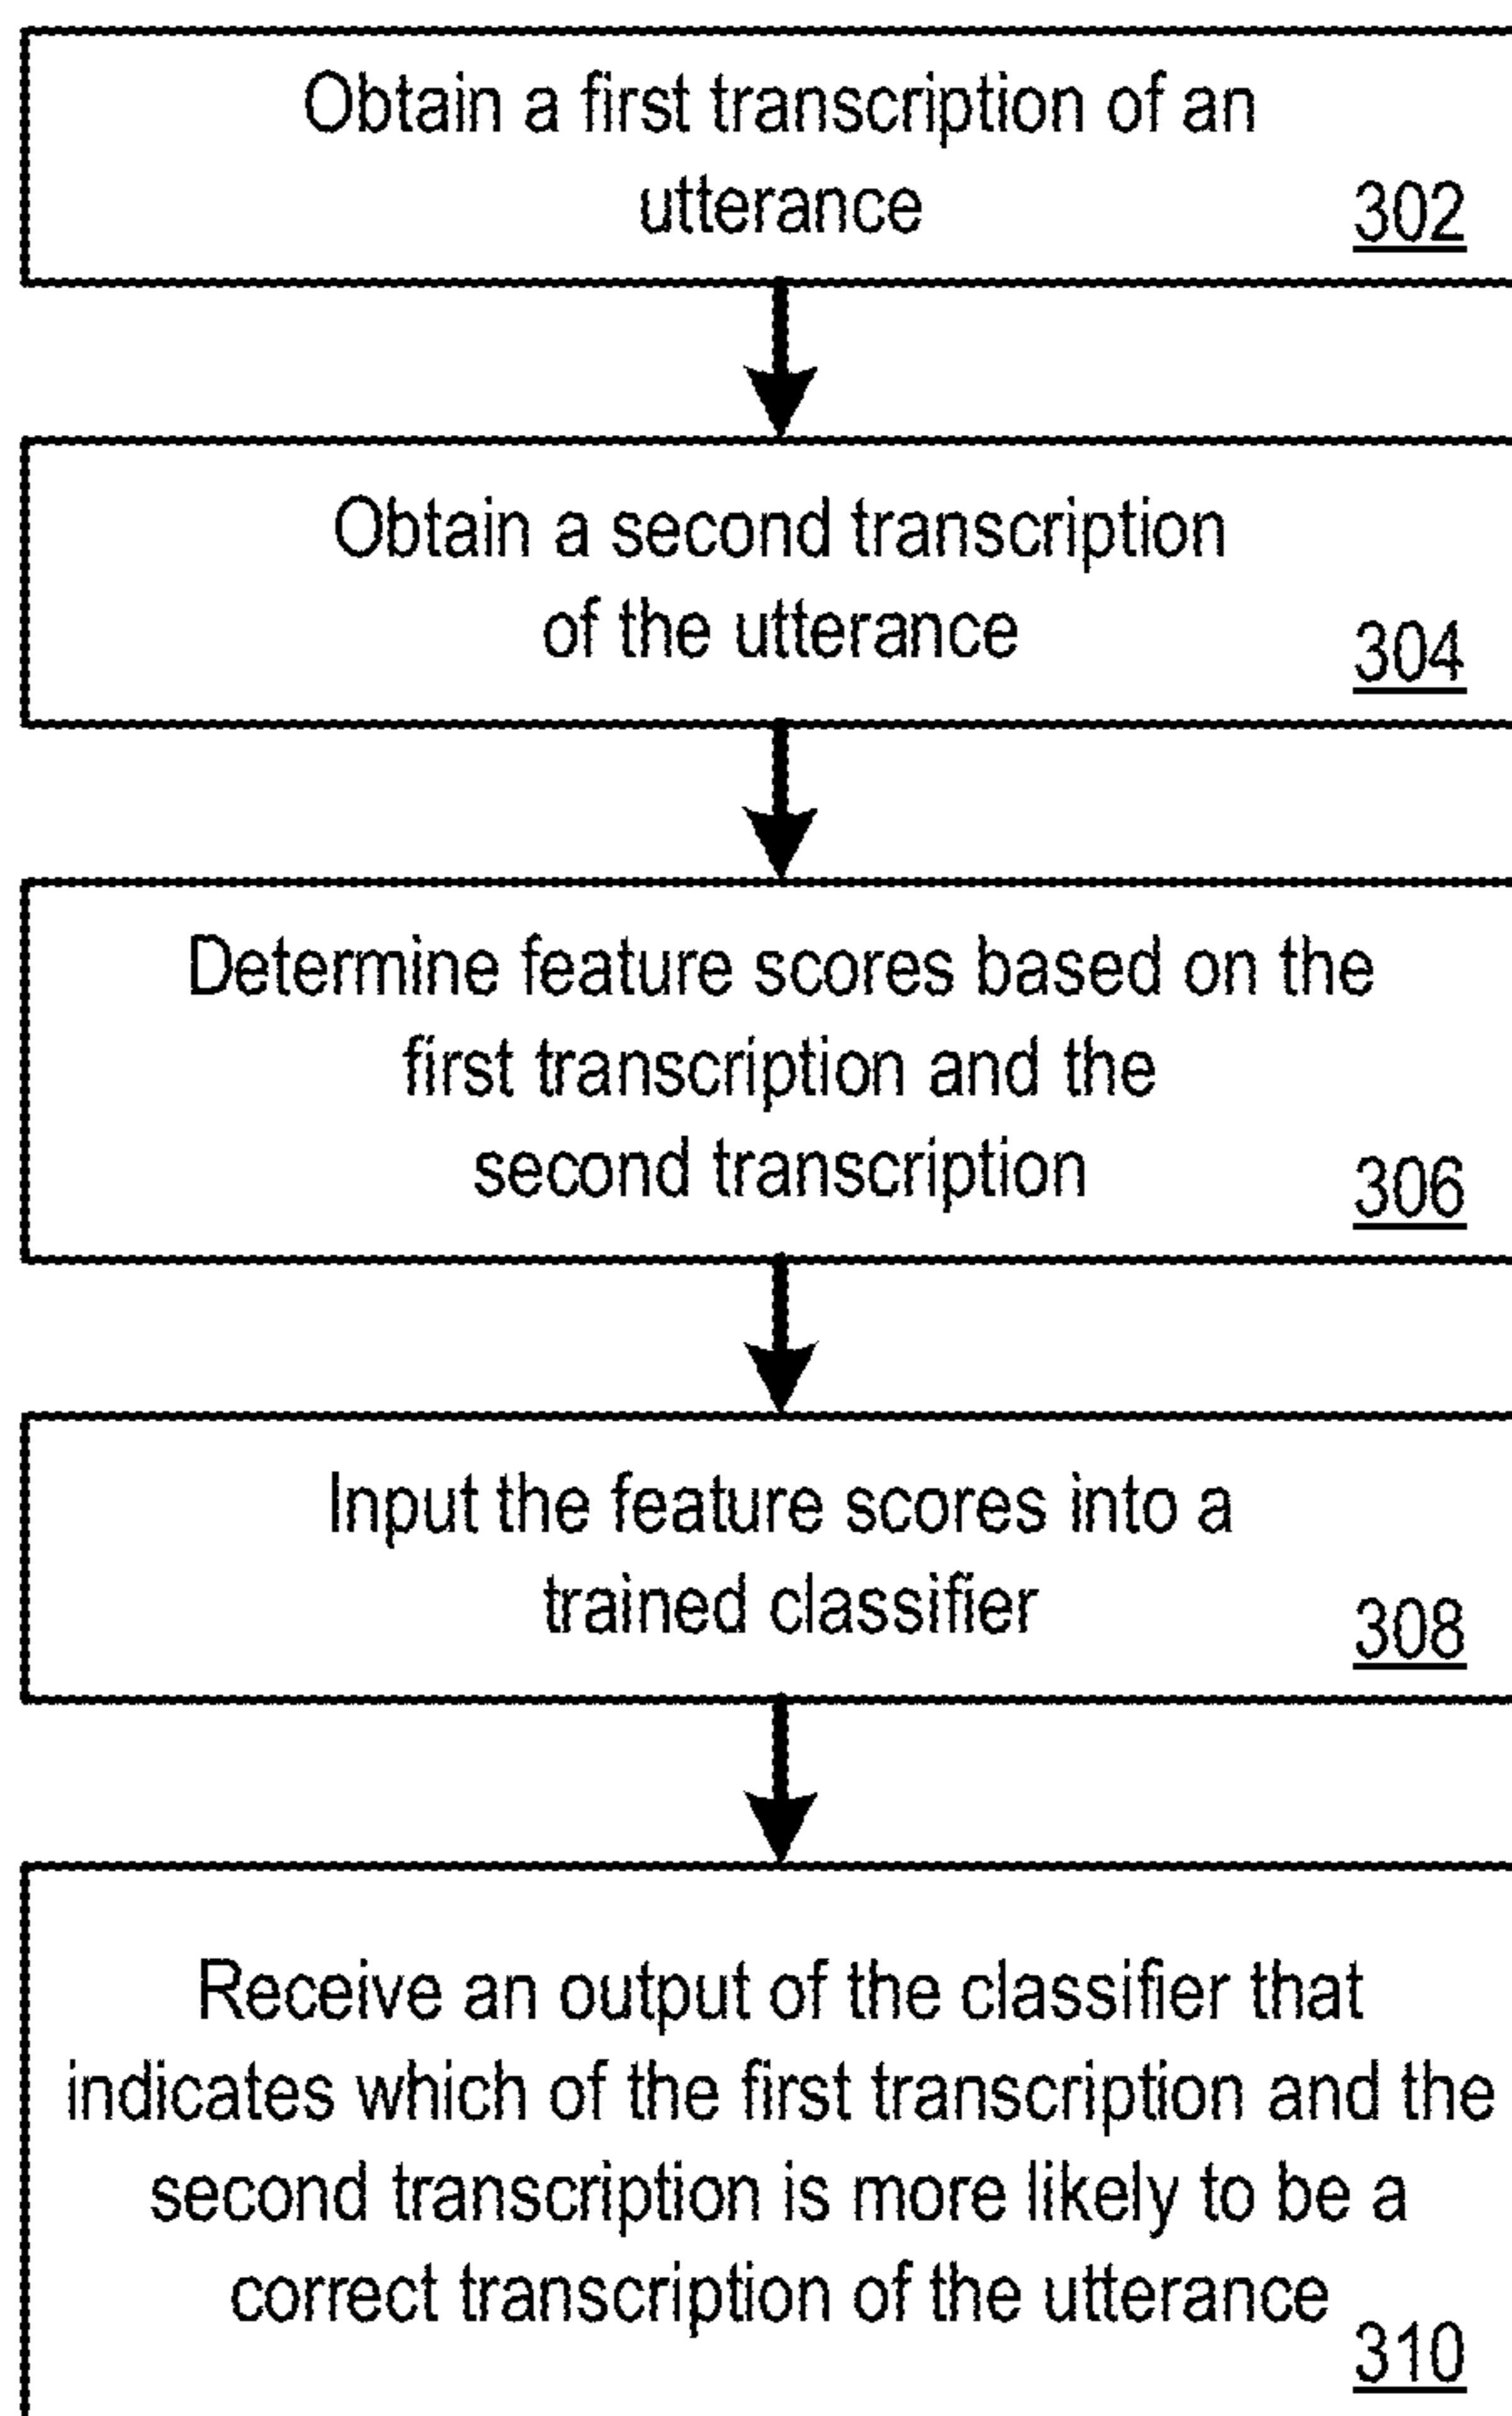 Obtain a first transcription of an
utterance
302
Obtain a second transcription
of the utterance
304
Determine feature scores based on the
first transcription and the
second transcription
306
Input the feature scores into a
trained classifier
308
Receive an output of the classifier that
indicates which of the first transcription and the
second transcription is more likely to be a
correct transcription of the utterance
310